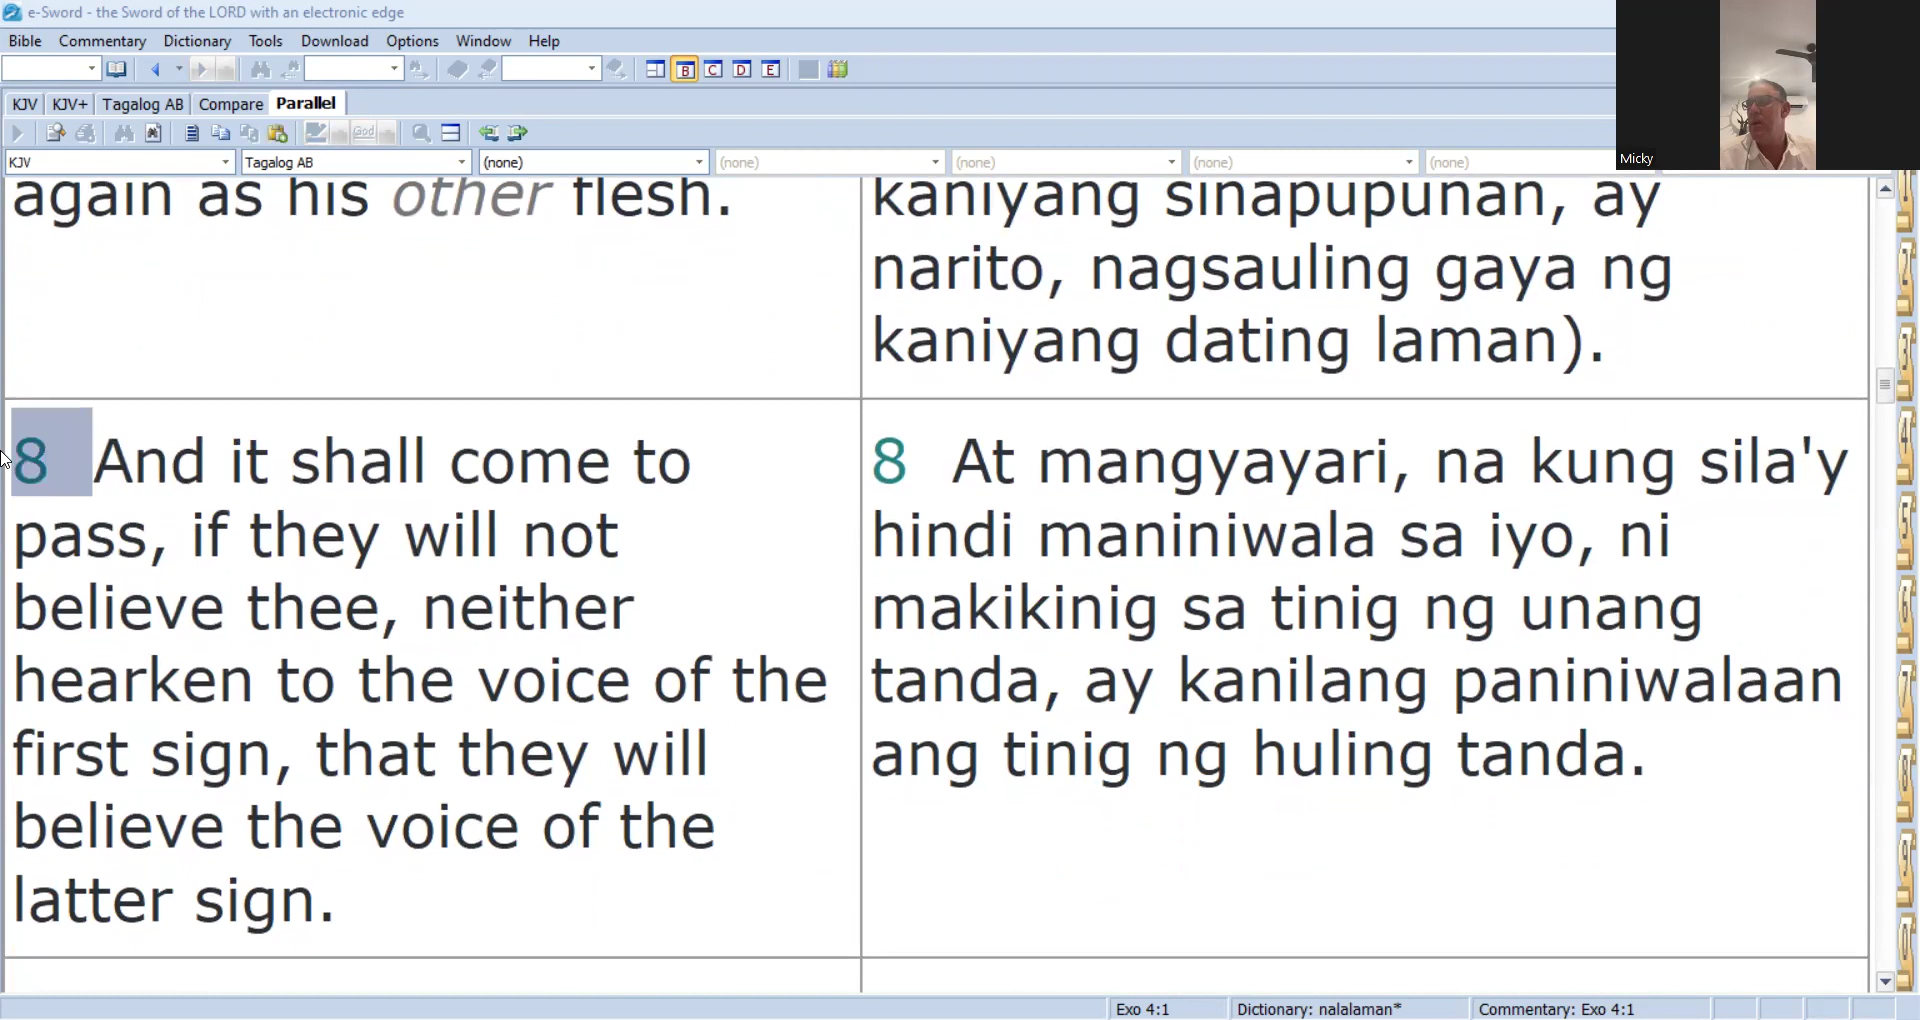 e-Sword - the Sword of the LORD with an electronic edge
Bible Commentary Dictionary Tools Download Options Window Help
B C D E
KJV KJV+ Tagalog AB Compare Parallel
God
KJV Tagalog AB (none) (none) (none) (none) (none)
Micky
again as his other flesh.
kaniyang sinapupunan, ay
narito, nagsauling gaya ng
kaniyang dating laman).
8 And it shall come to
pass, if they will not
believe thee, neither
hearken to the voice of the
first sign, that they will
believe the voice of the
latter sign.
8 At mangyayari, na kung sila'y
hindi maniniwala sa iyo, ni
makikinig sa tinig ng unang
tanda, ay kanilang paniniwalaan
ang tinig ng huling tanda.
Exo 4:1 Dictionary: nalalaman* Commentary: Exo 4:1